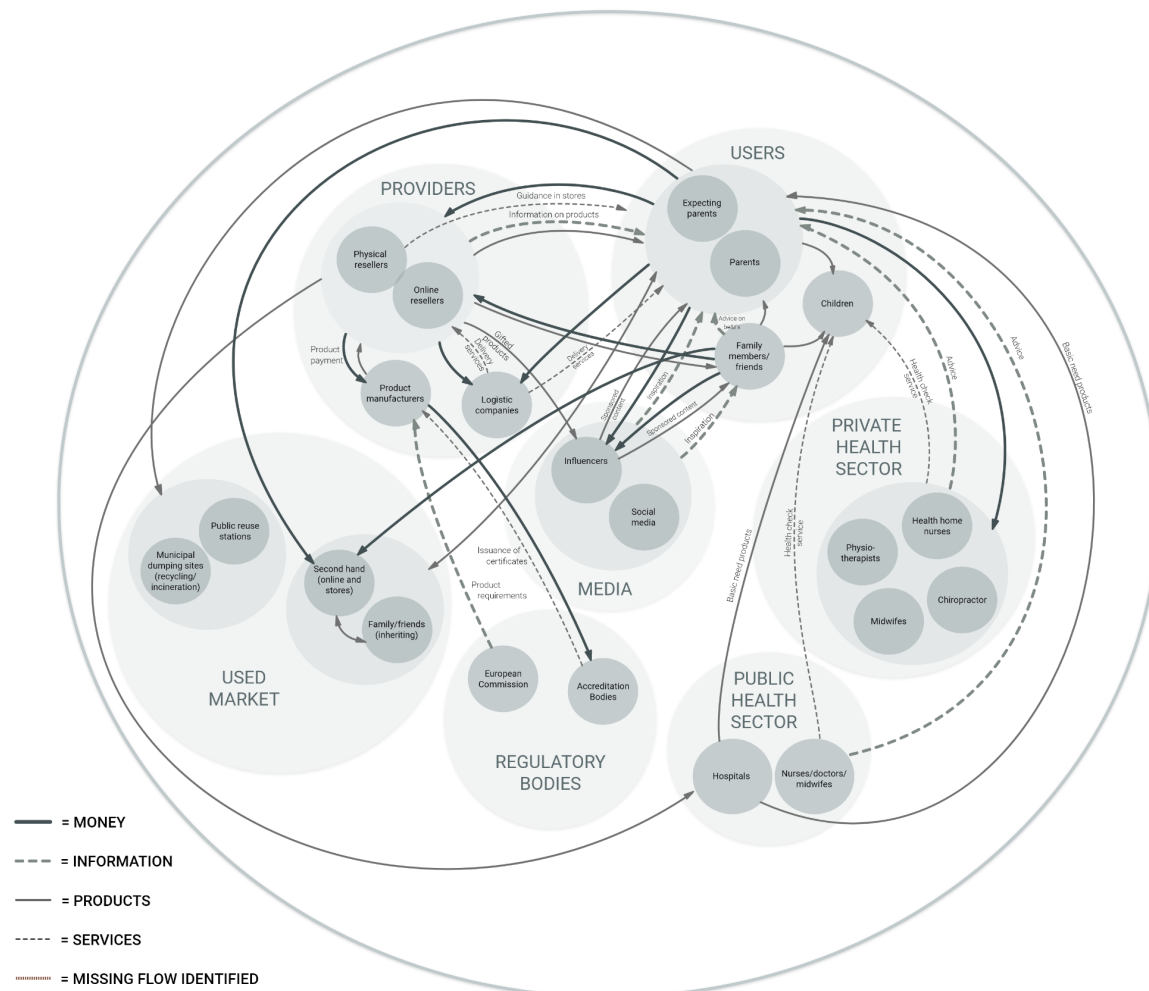 USERS
PROVIDERS
Guidance in stores
Information on products
Expecting
parents
Parents
Children
Physical
resellers
Online
resellers
Family
members/
friends
Advice on
Product
payment
Gifted
products
Delivery
services
Delivery
services
Product
manufacturers
Logistic
companies
Sponsored
content
Inspiration
Sponsored content
Inspiration
Health check
service
Advice
Advice
Basic need products
PRIVATE
HEALTH
SECTOR
Influencers
Social
media
MEDIA
Health home
nurses
Physio-
therapists
Chiropractor
Midwifes
Public reuse
stations
Municipal
dumping sites
(recycling/
incineration)
Second hand
(online and
stores)
Family/friends
(inheriting)
USED
MARKET
Issuance of
certificates
Product
requirements
Basic need products
Health check
service
European
Commission
Accreditation
Bodies
REGULATORY
BODIES
PUBLIC
HEALTH
SECTOR
Hospitals
Nurses/doctors/
midwifes
= MONEY
= INFORMATION
= PRODUCTS
= SERVICES
= MISSING FLOW IDENTIFIED